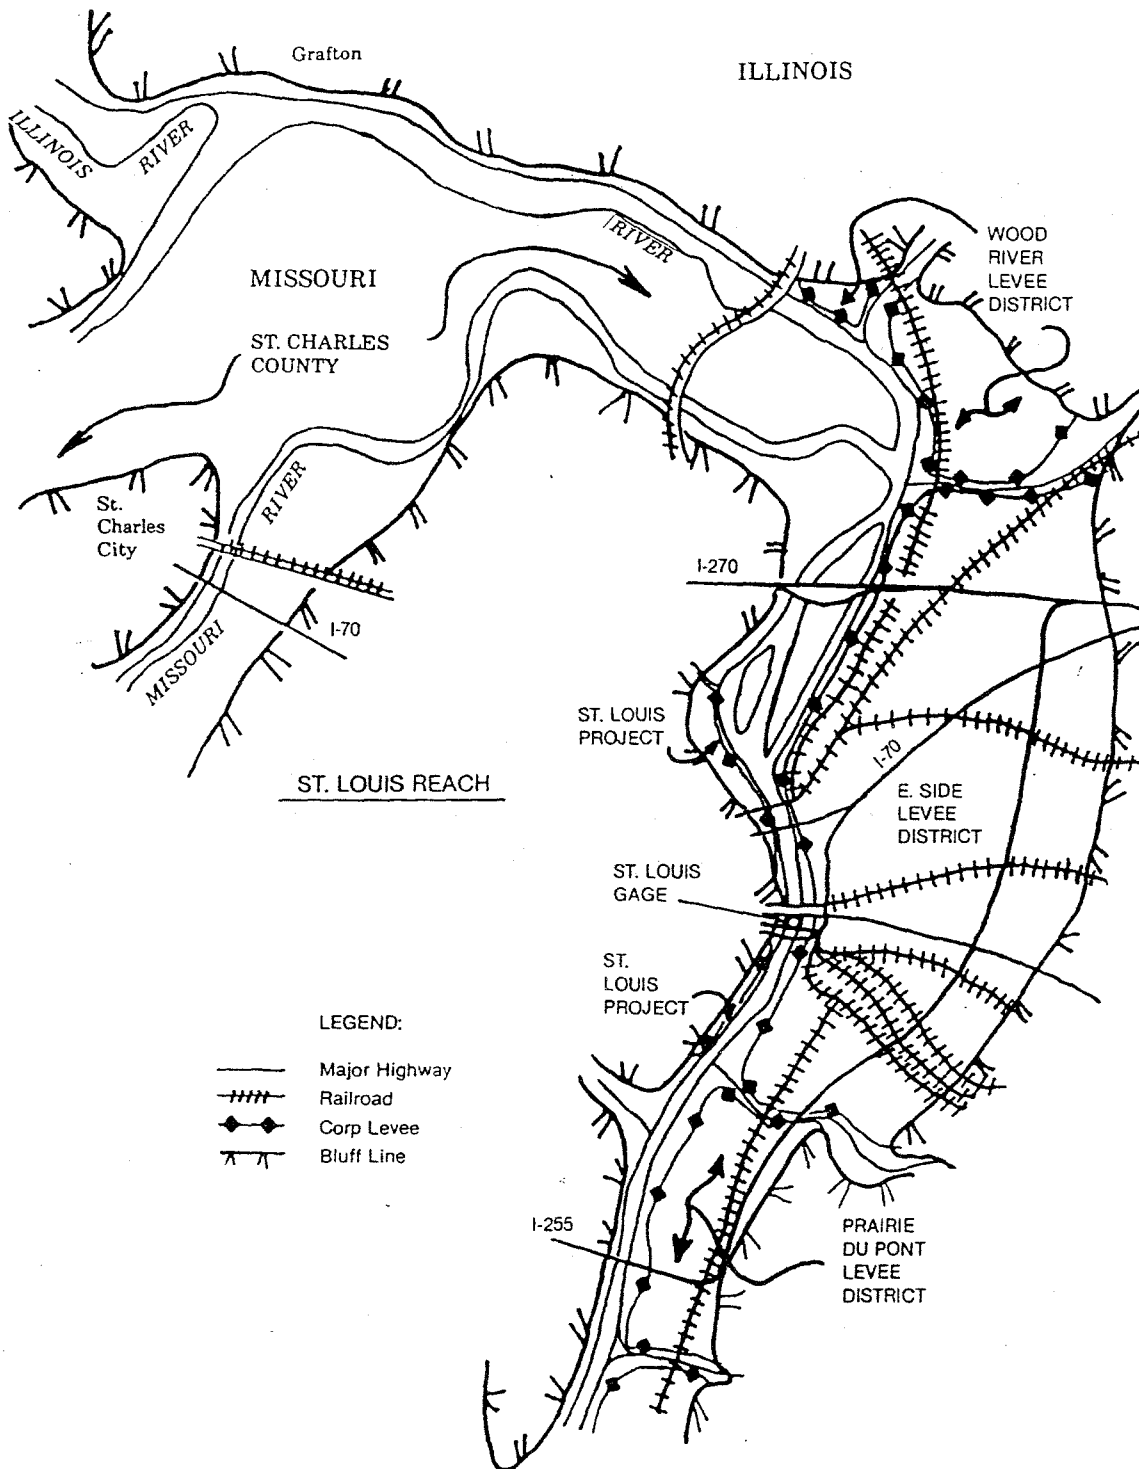 Grafton
ILLINOIS
ILLINOIS
RIVER
RIVER
WOOD
RIVER
LEVEE
DISTRICT
MISSOURI
ST. CHARLES
COUNTY
St.
Charles
City
RIVER
I-270
I-70
MISSOURI
ST. LOUIS
PROJECT
I-70
ST. LOUIS REACH
E. SIDE
LEVEE
DISTRICT
ST. LOUIS
GAGE
ST.
LOUIS
PROJECT
LEGEND:
Major Highway
Railroad
Corp Levee
Bluff Line
I-255
PRAIRIE
DU PONT
LEVEE
DISTRICT